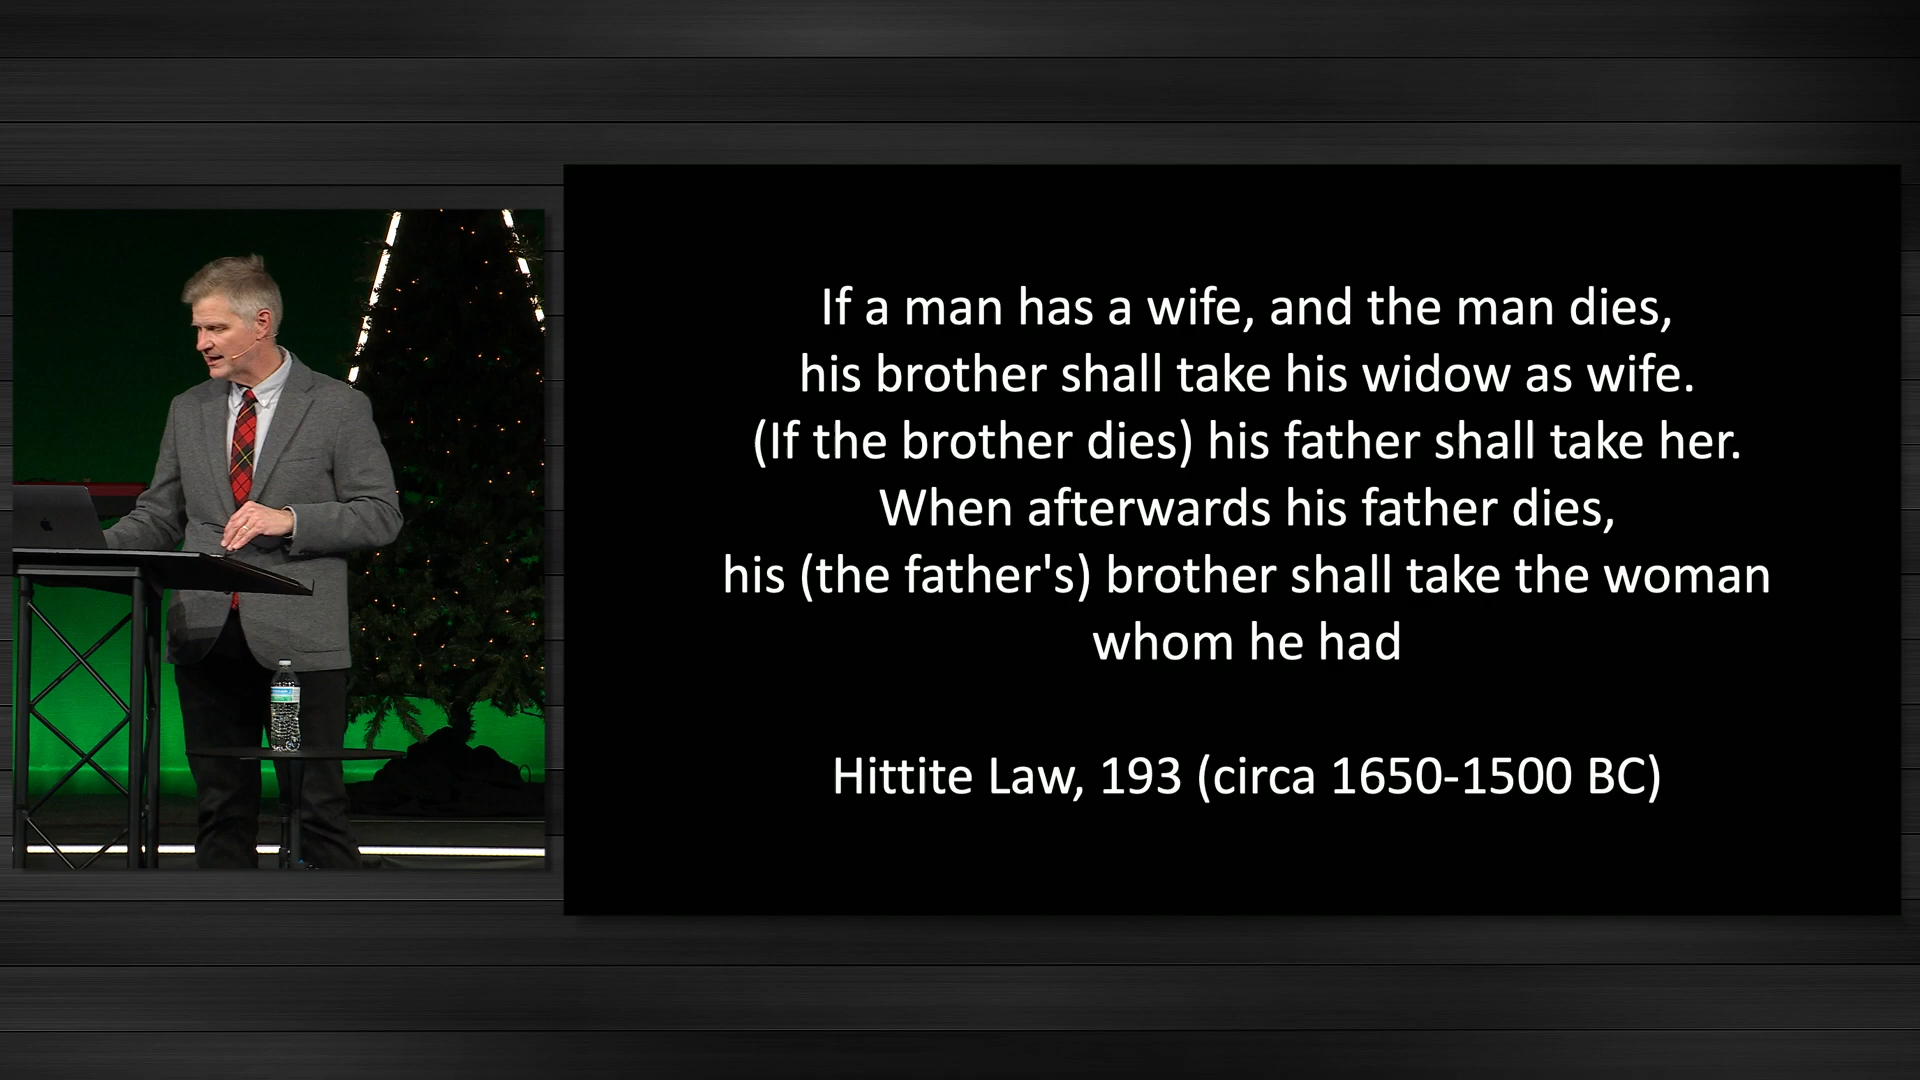 If a man has a wife, and the man dies,
his brother shall take his widow as wife.
(If the brother dies) his father shall take her.
When afterwards his father dies,
his (the father's) brother shall take the woman
whom he had
Hittite Law, 193 (circa 1650-1500 BC)